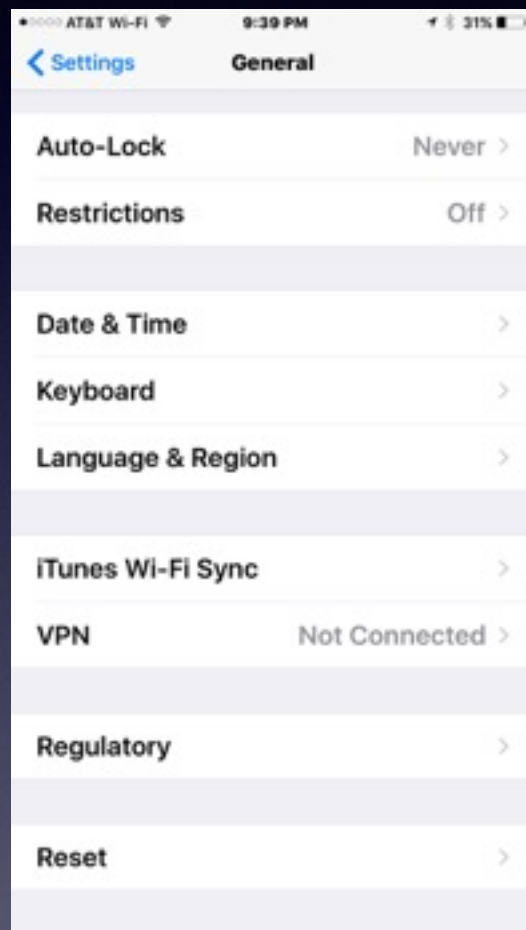 AT&T Wi-Fi 9:39 PM 31%
Settings General
Auto-Lock Never
Restrictions Off
Date & Time
Keyboard
Language & Region
iTunes Wi-Fi Sync
VPN Not Connected
Regulatory
Reset